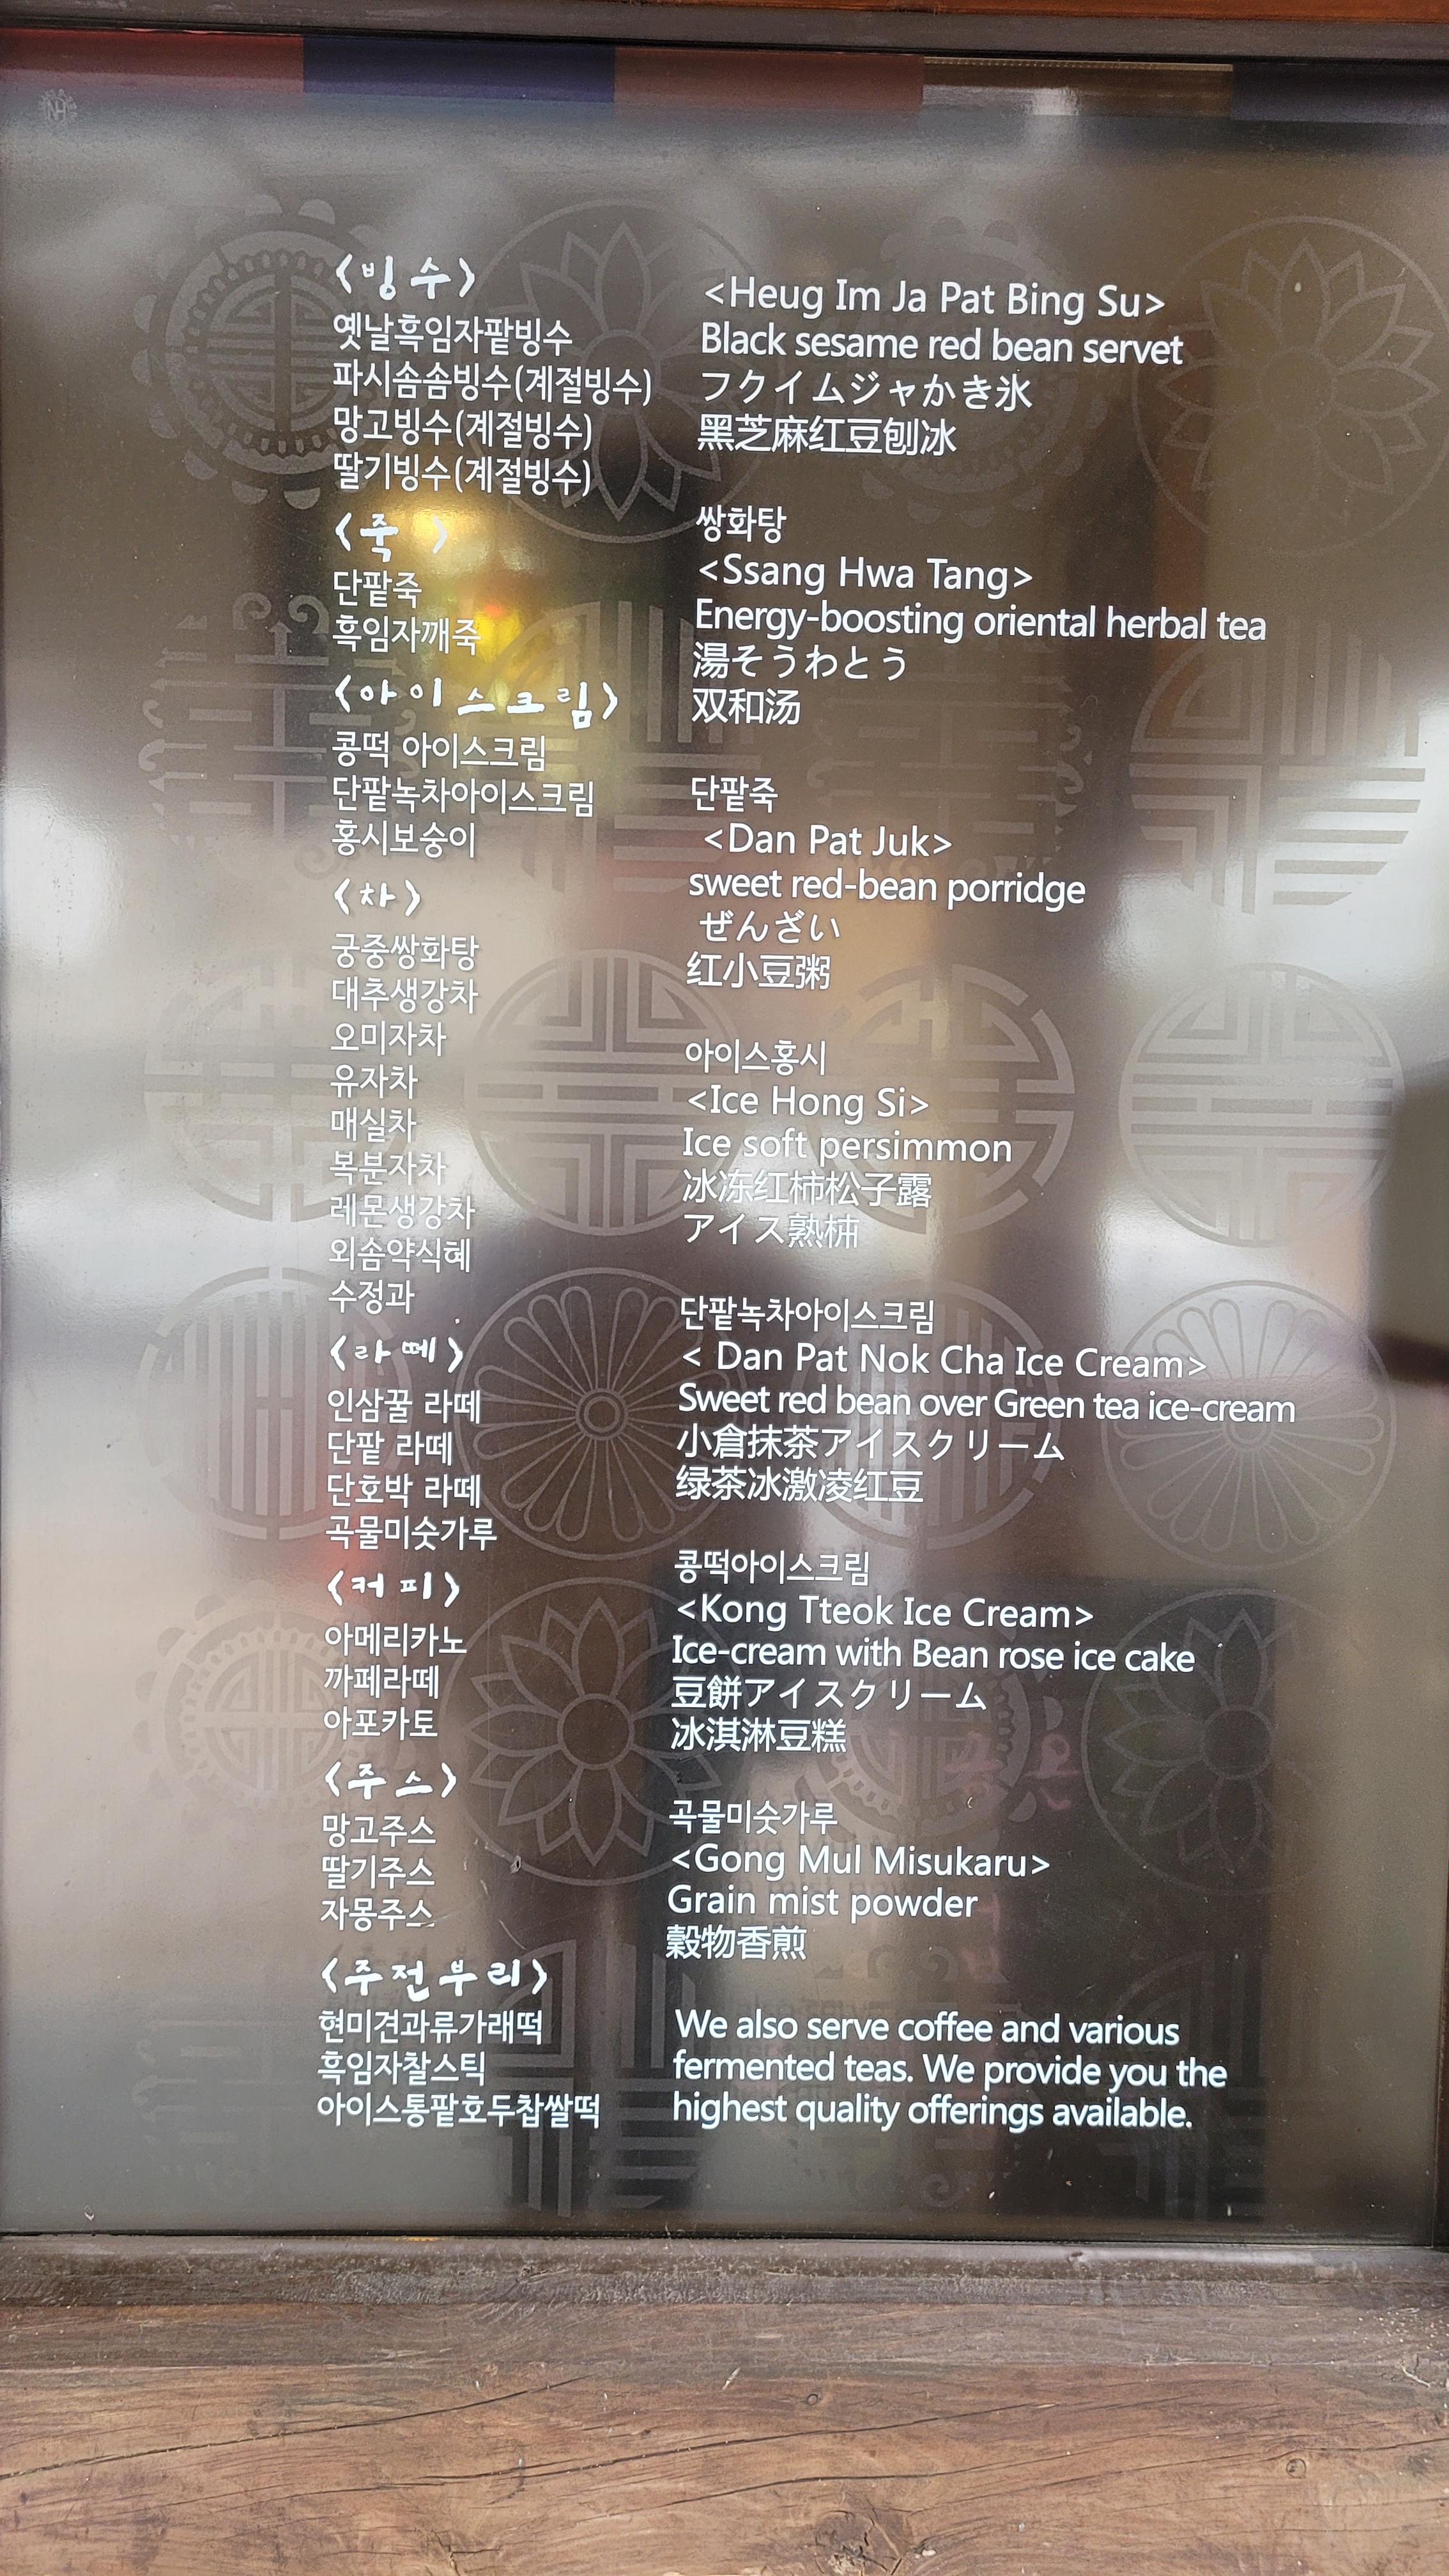 <빙수>
옛날흑임자팥빙수
파시솜솜빙수(계절빙수)
망고빙수(계절빙수)
딸기빙수(계절빙수)
<죽 >
단팥죽
흑임자깨죽
<아이스크림>
콩떡 아이스크림
단팥녹차아이스크림
홍시보숭이
<차>
궁중쌍화탕
대추생강차
오미자차
유자차
매실차
복분자차
레몬생강차
외솜약식혜
수정과
<라떼>
인삼꿀 라떼
단팥 라떼
단호박 라떼
곡물미숫가루
<커피>
아메리카노
까페라떼
아포카토
<주스>
망고주스
딸기주스
자몽주스
<주전부리>
현미견과류가래떡
흑임자찰스틱
아이스통팥호두찹쌀떡
<Heug Im Ja Pat Bing Su>
Black sesame red bean servet
フクイムジャかき氷
黑芝麻红豆刨冰
쌍화탕
<Ssang Hwa Tang>
Energy-boosting oriental herbal tea
湯そうわとう
双和汤
단팥죽
<Dan Pat Juk>
sweet red-bean porridge
ぜんざい
红小豆粥
아이스홍시
<Ice Hong Si>
Ice soft persimmon
冰冻红柿松子露
アイス熟柿
단팥녹차아이스크림
< Dan Pat Nok Cha Ice Cream>
Sweet red bean over Green tea ice-cream
小倉抹茶アイスクリーム
绿茶冰激凌红豆
콩떡아이스크림
<Kong Tteok Ice Cream>
Ice-cream with Bean rose ice cake
豆餅アイスクリーム
冰淇淋豆糕
곡물미숫가루
<Gong Mul Misukaru>
Grain mist powder
穀物香煎
We also serve coffee and various
fermented teas. We provide you the
highest quality offerings available.